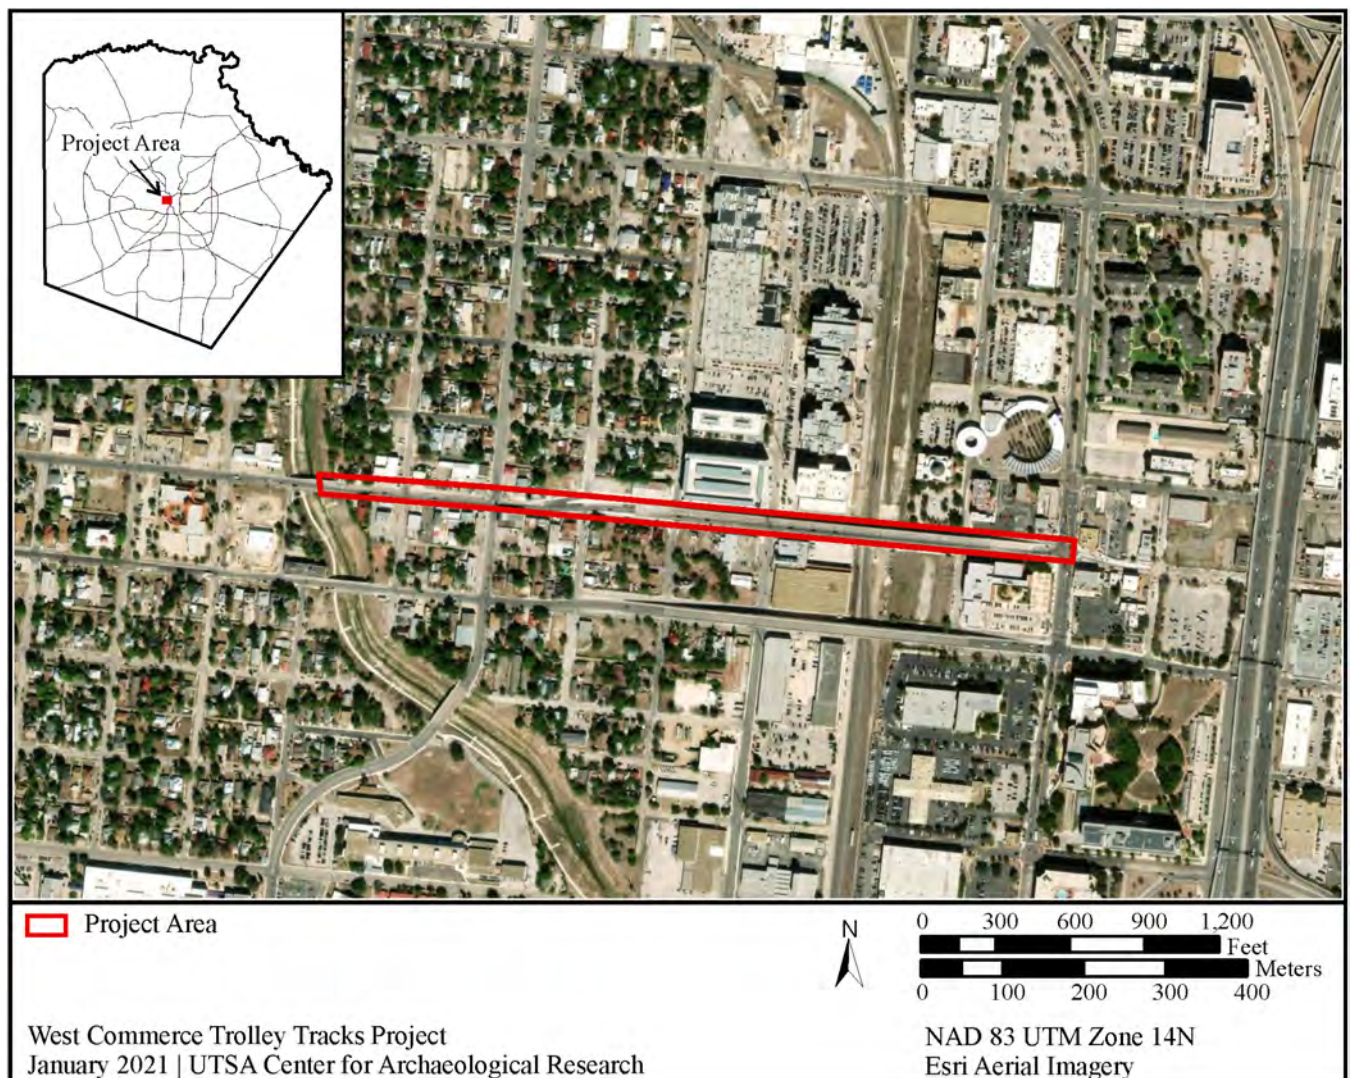 Project Area
Project Area
N
0 300 600 900 1,200
Feet
Meters
0 100 200 300 400
West Commerce Trolley Tracks Project
January 2021 | UTSA Center for Archaeological Research
NAD 83 UTM Zone 14N
Esri Aerial Imagery